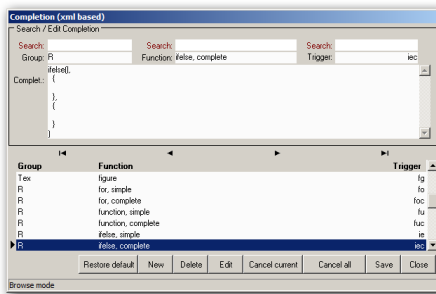 Completion (xml based)
Search / Edit Completion
Search: Search: Search:
Group: R Function: ifelse, complete Trigger: iec
Complet.: ifelse(),
{
},
{
}
)
Group Function Trigger
Tex figure fg
R for, simple fo
R for, complete foc
R function, simple fu
R function, complete fuc
R ifelse, simple ie
R ifelse, complete iec
Restore default New Delete Edit Cancel current Cancel all Save Close
Browse mode